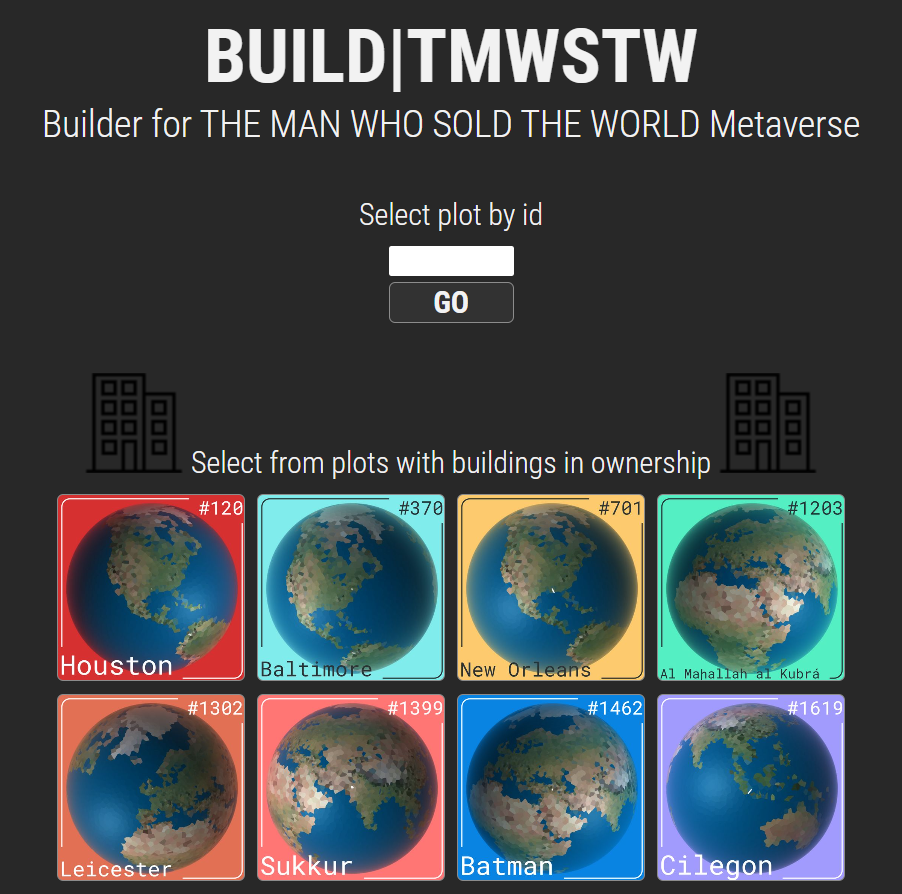 BUILD|TMWSTW
Builder for THE MAN WHO SOLD THE WORLD Metaverse
Select plot by id
GO
Select from plots with buildings in ownership
#120
Houston
#370
Baltimore
#701
New Orleans
#1203
Al Maḩallah al Kubrá
#1302
Leicester
#1399
Sukkur
#1462
Batman
#1619
Cilegon